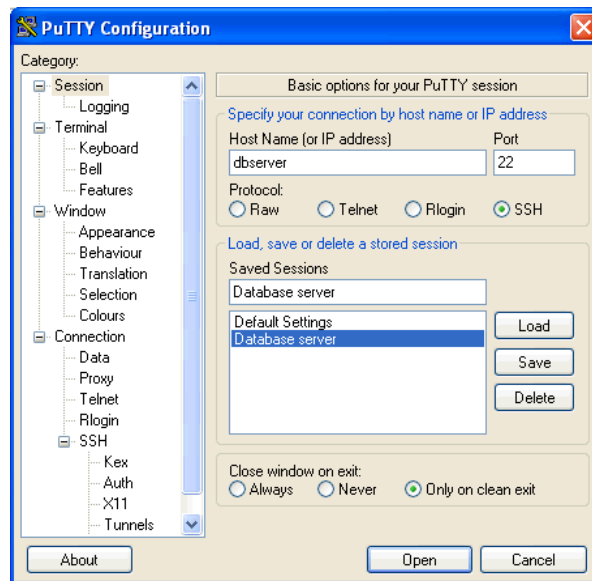 PuTTY Configuration
Category:
Session
Logging
Terminal
Keyboard
Bell
Features
Window
Appearance
Behaviour
Translation
Selection
Colours
Connection
Data
Proxy
Telnet
Rlogin
SSH
Kex
Auth
X11
Tunnels
Basic options for your PuTTY session
Specify your connection by host name or IP address
Host Name (or IP address) Port
dbserver 22
Protocol:
Raw Telnet Rlogin SSH
Load, save or delete a stored session
Saved Sessions
Database server
Default Settings
Database server
Load
Save
Delete
Close window on exit:
Always Never Only on clean exit
About Open Cancel